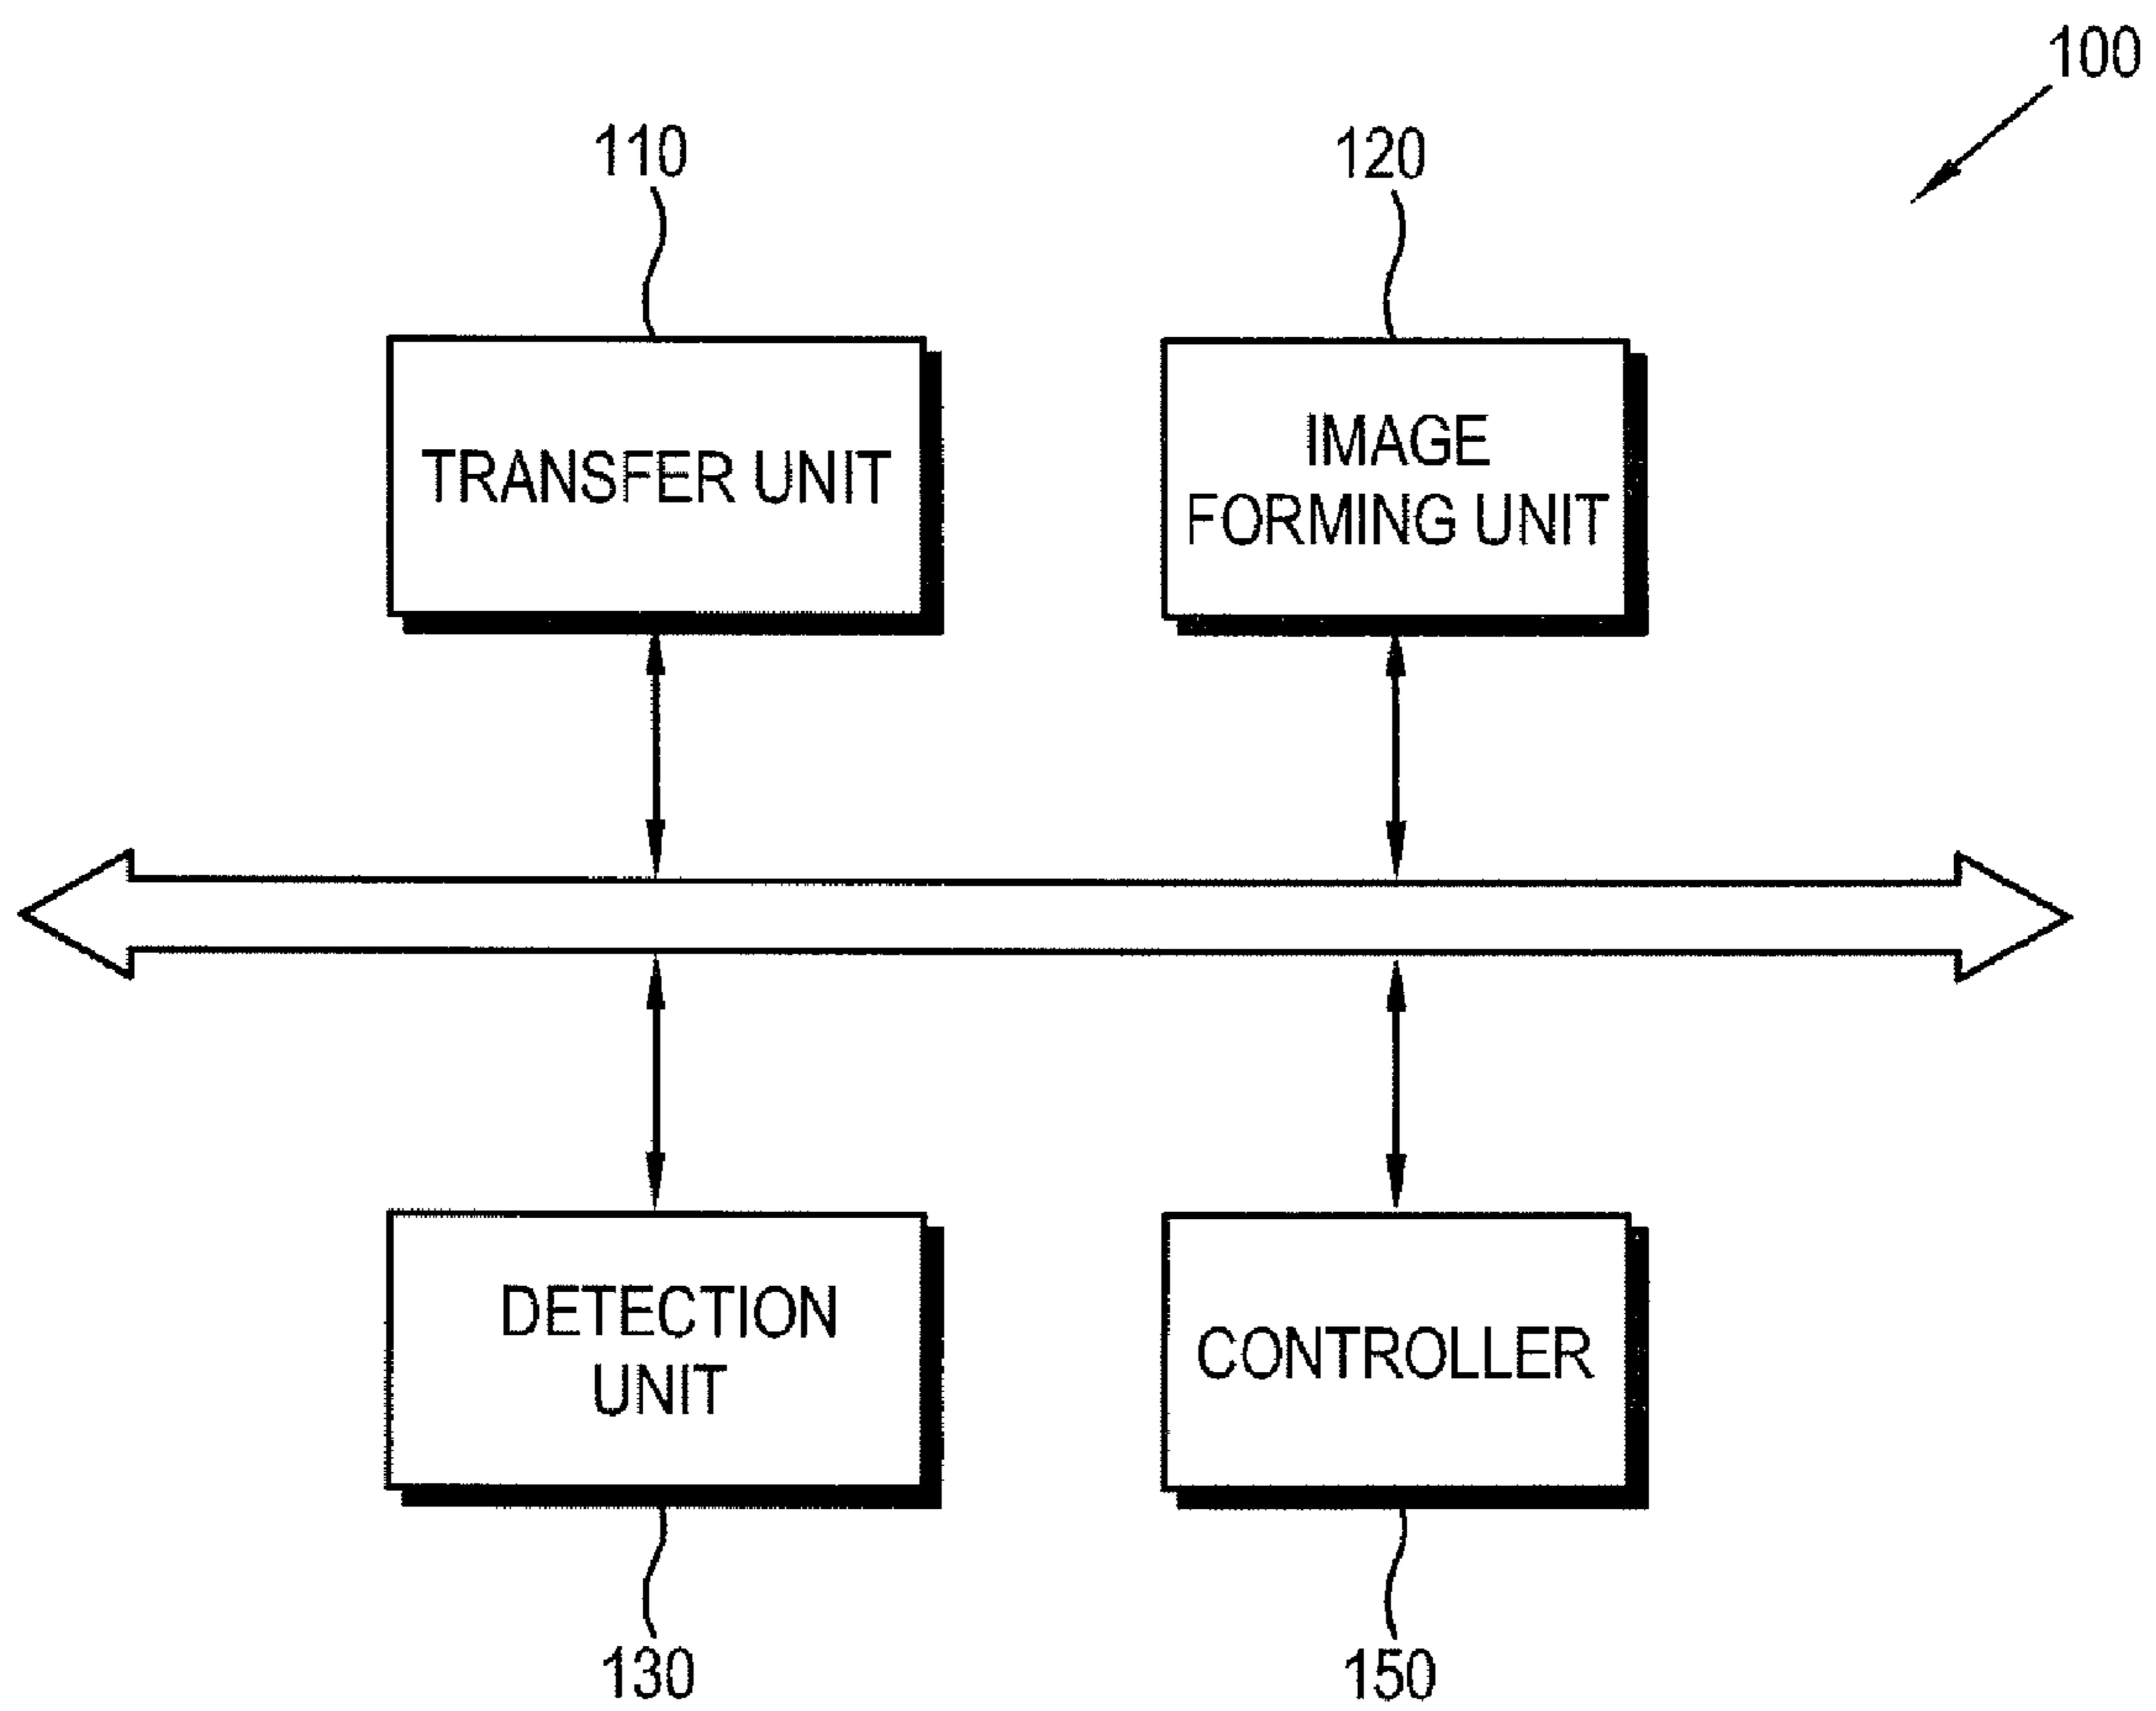 100
110
120
TRANSFER UNIT
IMAGE
FORMING UNIT
DETECTION
UNIT
CONTROLLER
130
150